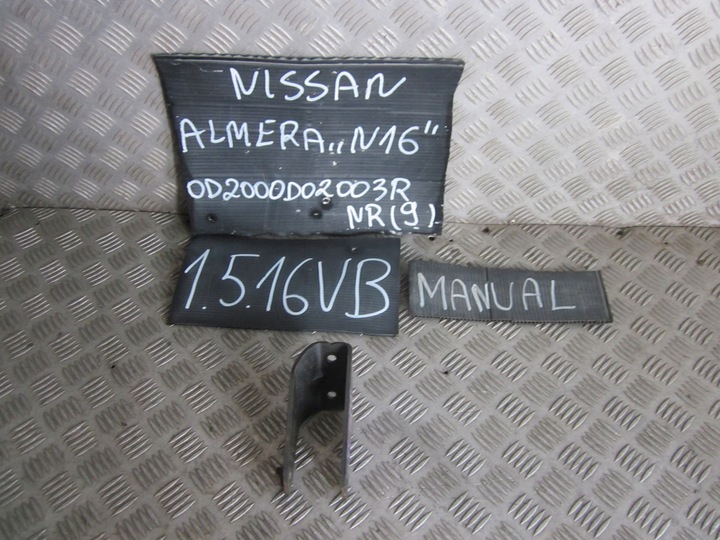 NISSAN
ALMERA „N16"
OD2000D02003R
NR(9)
1.5.16VB
MANUAL